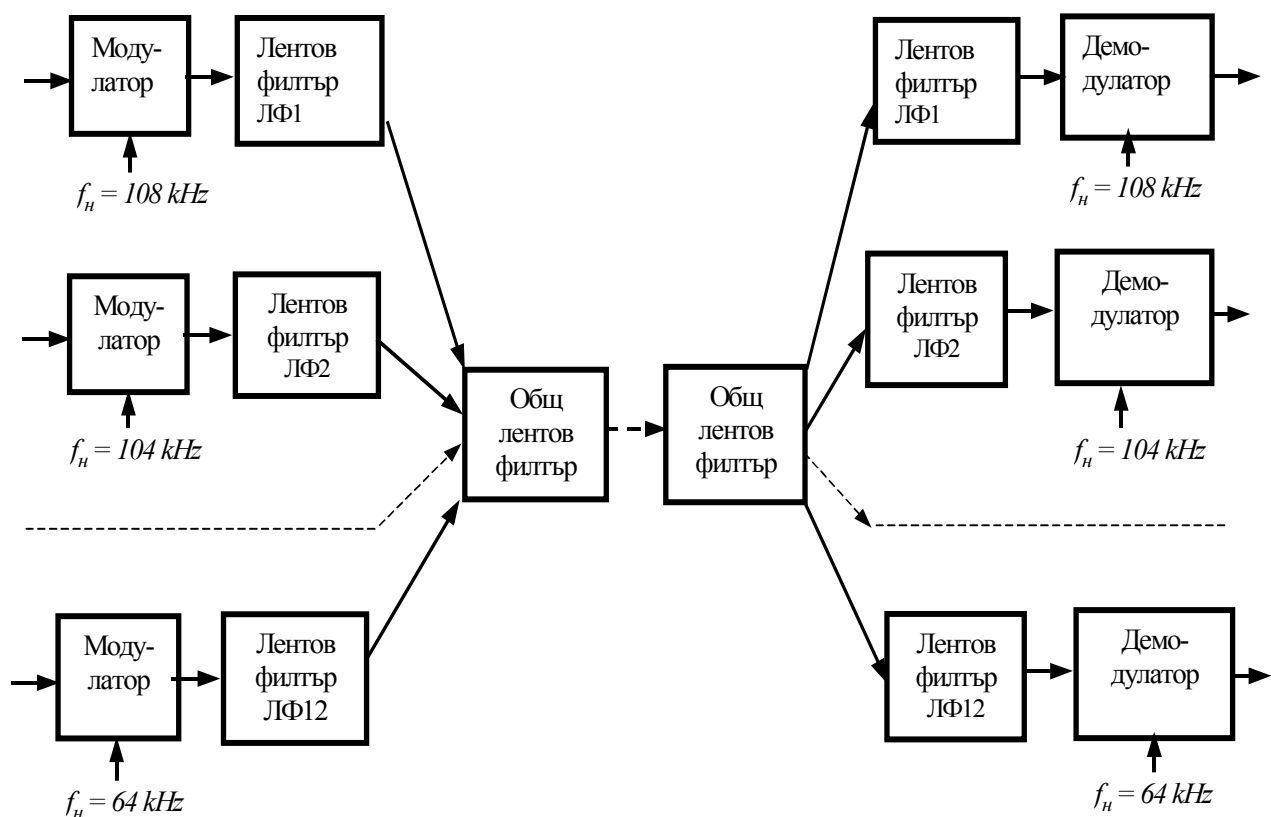 Моду-
латор
Лентов
филтър
ЛФ1
Лентов
филтър
ЛФ1
Демо-
дулатор
f_н = 108 kHz
f_н = 108 kHz
Моду-
латор
Лентов
филтър
ЛФ2
Лентов
филтър
ЛФ2
Демо-
дулатор
f_н = 104 kHz
f_н = 104 kHz
Общ
лентов
филтър
Общ
лентов
филтър
Моду-
латор
Лентов
филтър
ЛФ12
Лентов
филтър
ЛФ12
Демо-
дулатор
f_н = 64 kHz
f_н = 64 kHz